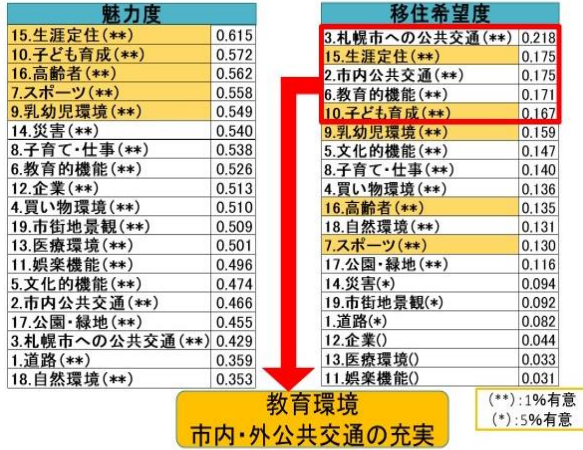 魅力度
15.生涯定住(**) 0.615
10.子ども育成(**) 0.572
16.高齢者(**) 0.562
7.スポーツ(**) 0.558
9.乳幼児環境(**) 0.549
14.災害(**) 0.540
8.子育て・仕事(**) 0.538
6.教育的機能(**) 0.526
12.企業(**) 0.513
4.買い物環境(**) 0.510
19.市街地景観(**) 0.509
13.医療環境(**) 0.501
11.娯楽機能(**) 0.496
5.文化的機能(**) 0.474
2.市内公共交通(**) 0.466
17.公園・緑地(**) 0.455
3.札幌市への公共交通(**) 0.429
1.道路(**) 0.359
18.自然環境(**) 0.353
移住希望度
3.札幌市への公共交通(**) 0.218
15.生涯定住(**) 0.175
2.市内公共交通(**) 0.175
6.教育的機能(**) 0.171
10.子ども育成(**) 0.167
9.乳幼児環境(**) 0.159
5.文化的機能(**) 0.147
8.子育て・仕事(**) 0.140
4.買い物環境(**) 0.136
16.高齢者(**) 0.135
18.自然環境(**) 0.131
7.スポーツ(**) 0.130
17.公園・緑地(**) 0.116
14.災害(*) 0.094
19.市街地景観(*) 0.092
1.道路(*) 0.082
12.企業() 0.044
13.医療環境() 0.033
11.娯楽機能() 0.031
教育環境
市内・外公共交通の充実
(**):1%有意
(*):5%有意